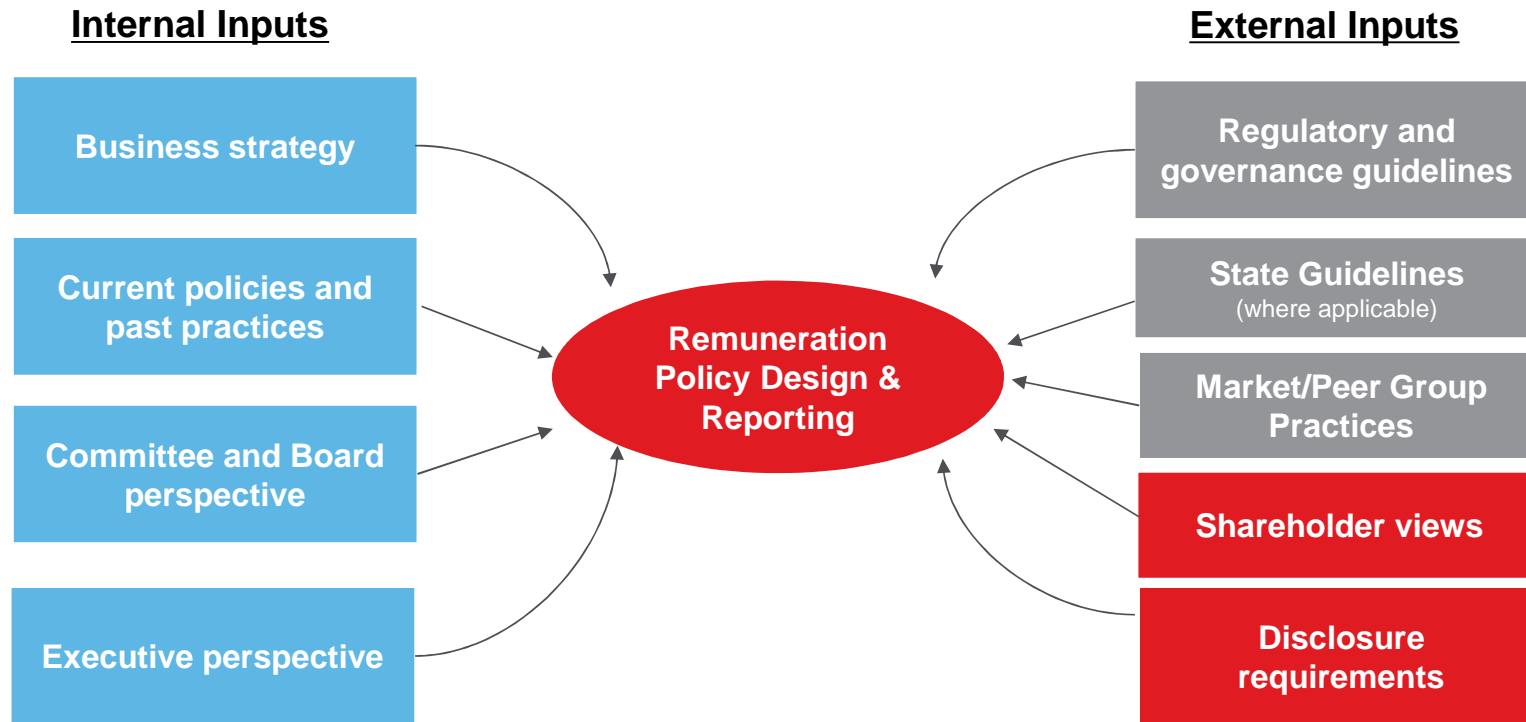 Internal Inputs
Business strategy
Current policies and
past practices
Committee and Board
perspective
Executive perspective
Remuneration
Policy Design &
Reporting
External Inputs
Regulatory and
governance guidelines
State Guidelines
(where applicable)
Market/Peer Group
Practices
Shareholder views
Disclosure
requirements